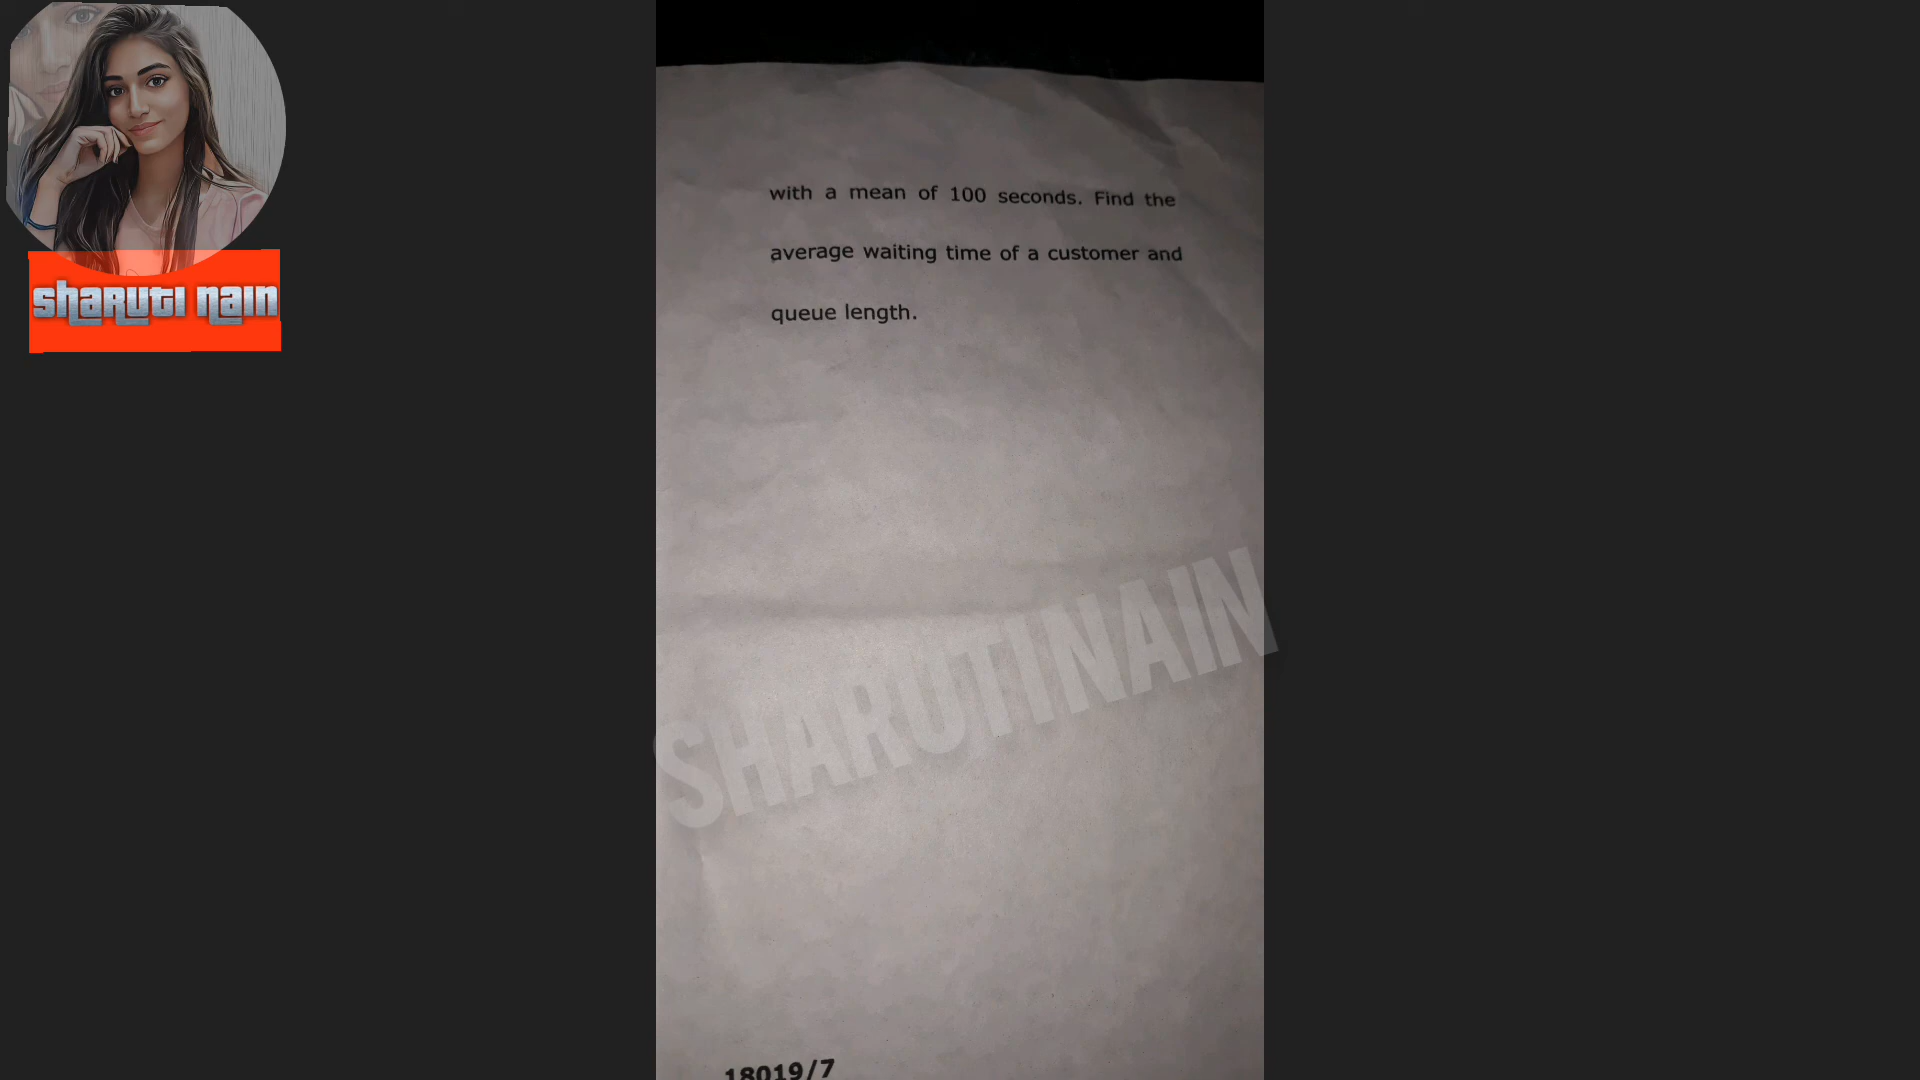 SHARUTI NAIN
with a mean of 100 seconds. Find the
average waiting time of a customer and
queue length.
SHARUTINAIN
18019/7